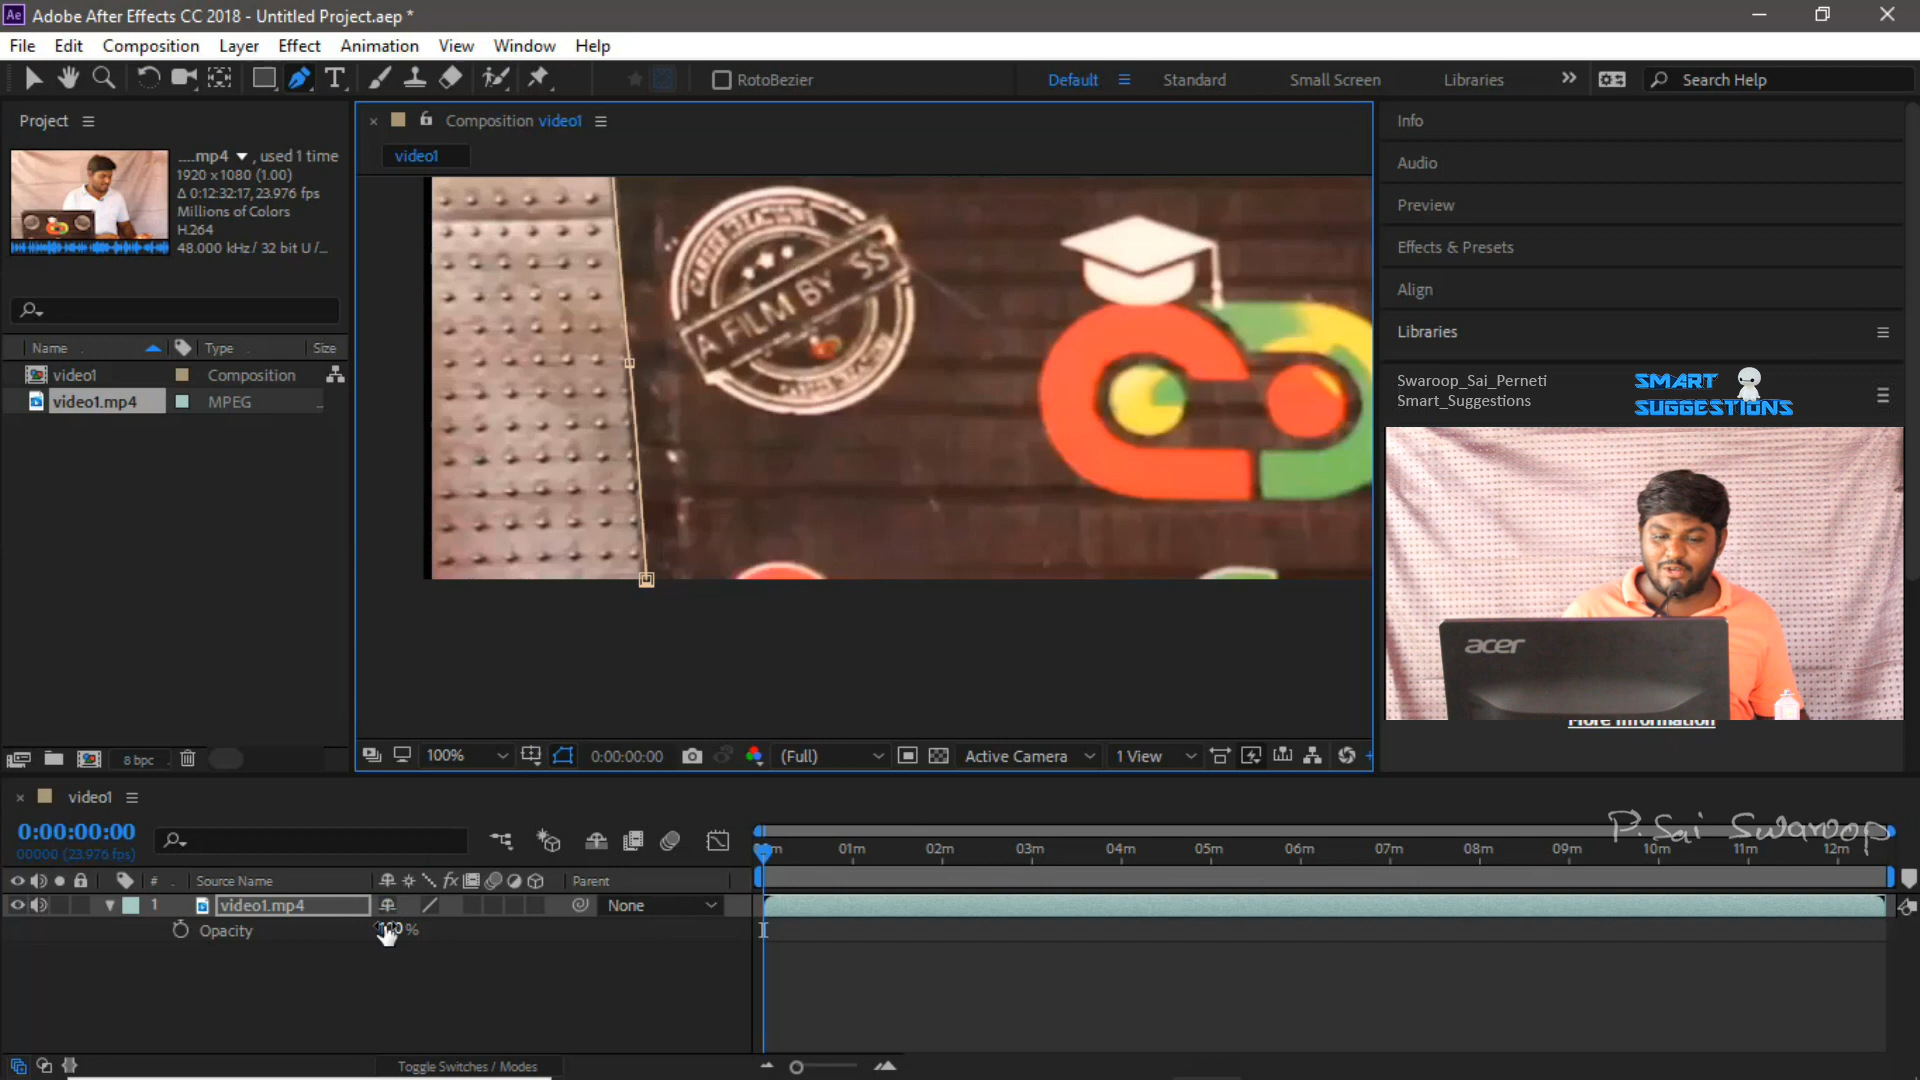 Ae Adobe After Effects CC 2018 - Untitled Project.aep *
File Edit Composition Layer Effect Animation View Window Help
T RotoBezier Default Standard Small Screen Libraries Search Help
Project
....mp4 , used 1 time
1920 x 1080 (1.00)
Δ 0:12:32:17, 23.976 fps
Millions of Colors
H.264
48.000 kHz / 32 bit U /...
Name Type Size
video1 Composition
video1.mp4 MPEG ..
8 bpc
Composition video1
video1
A FILM BY SS
100% 0:00:00:00 (Full) Active Camera 1 View
Info
Audio
Preview
Effects & Presets
Align
Libraries
Swaroop_Sai_Perneti
Smart_Suggestions
SMART
SUGGESTIONS
acer
More Information
video1
0:00:00:00
00000 (23.976 fps)
P. Sai Swaroop
01m 02m 03m 04m 05m 06m 07m 08m 09m 10m 11m 12m
# Source Name fx Parent
1 video1.mp4 None
Opacity %
Toggle Switches / Modes